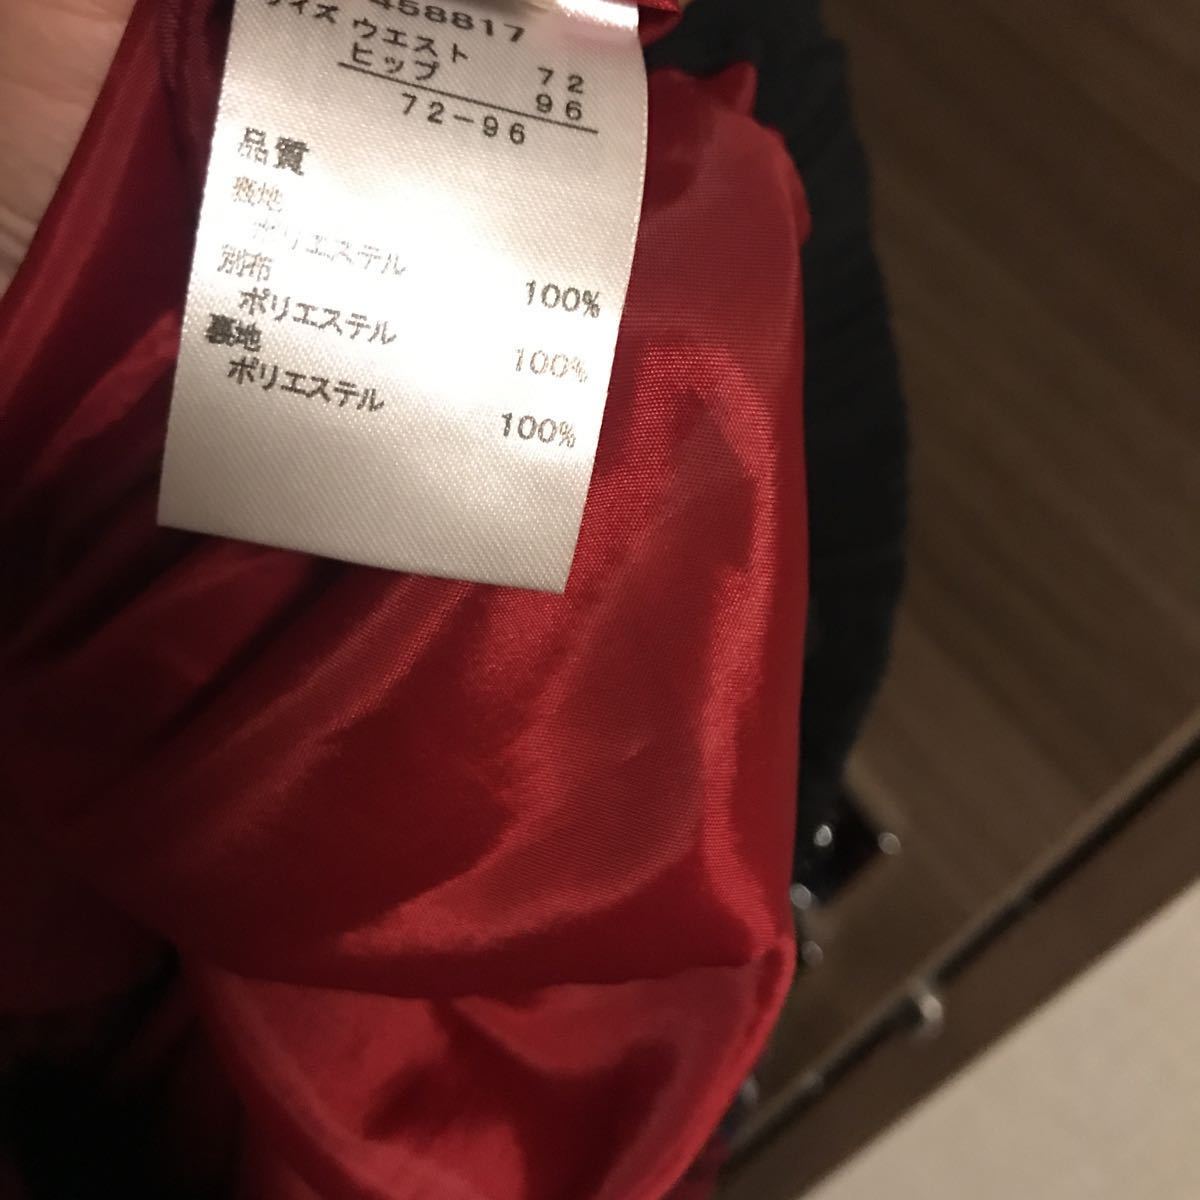 458817
サイズ ウエスト 72
ヒップ 96
72-96
品質
表地
ポリエステル 100%
別布
ポリエステル 100%
裏地
ポリエステル 100%